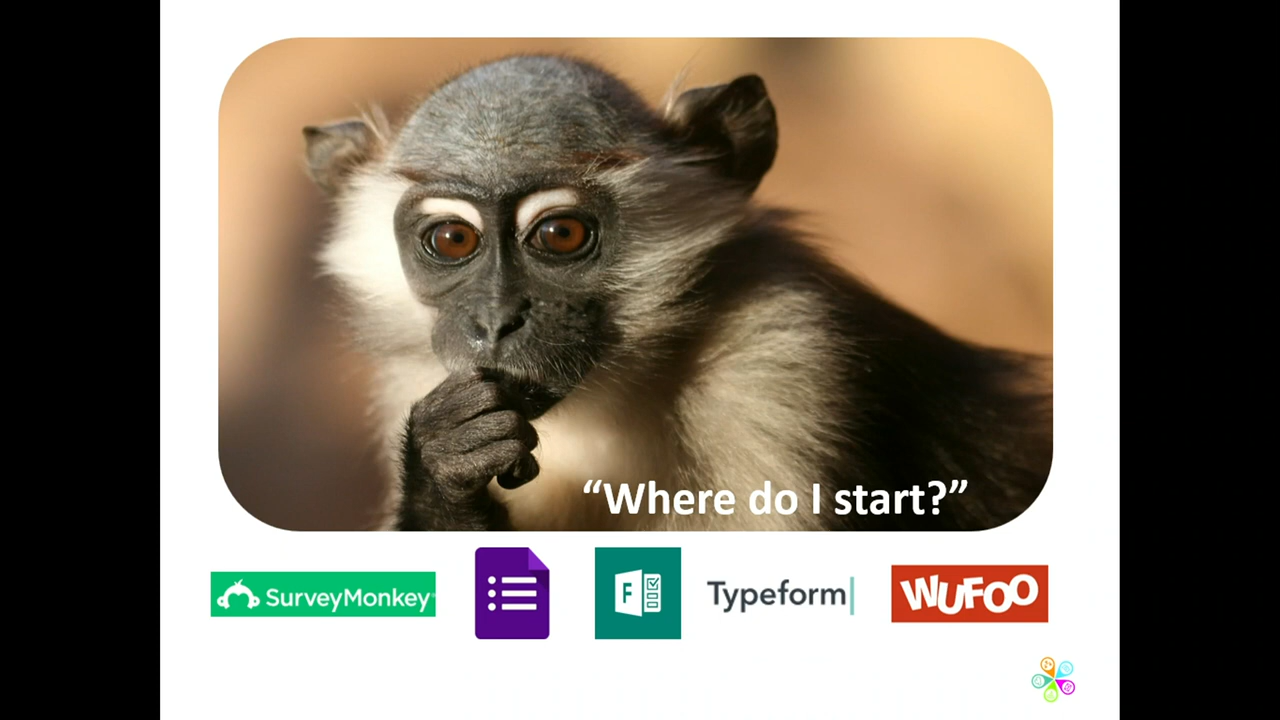 “Where do I start?”
SurveyMonkey
F
Typeform
WUFOO